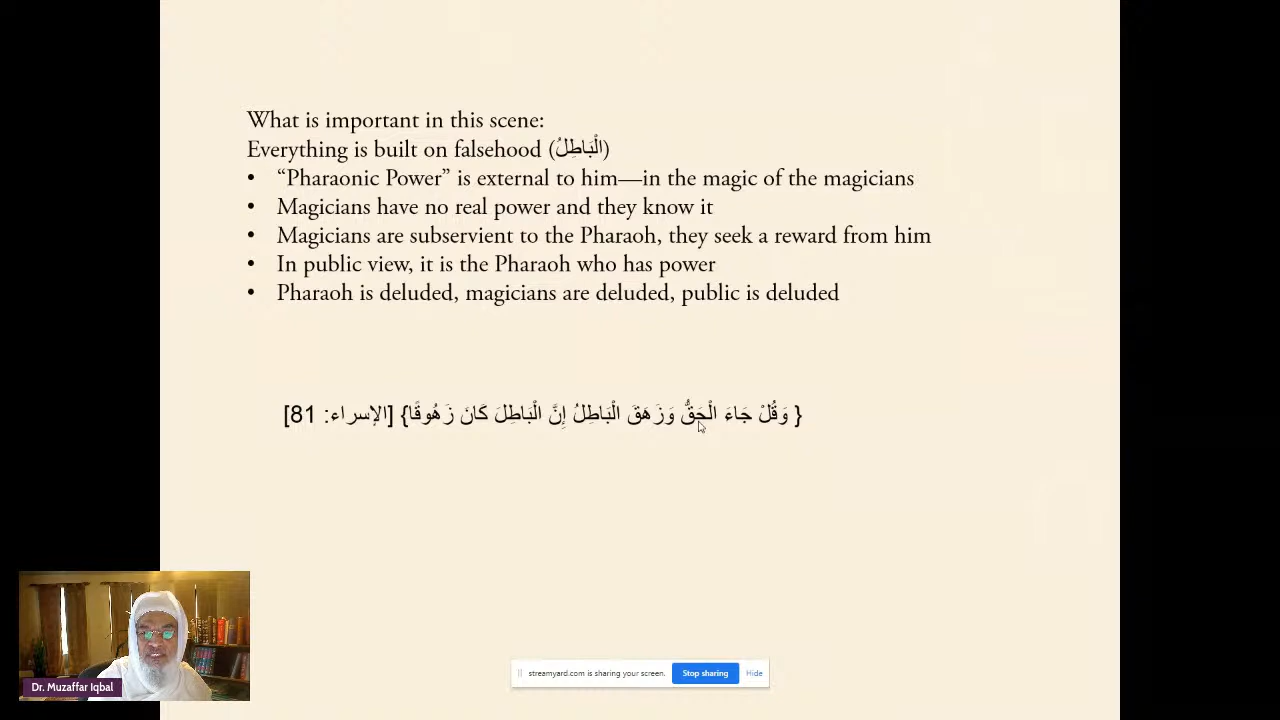 What is important in this scene:
Everything is built on falsehood (الْبَاطِلُ)
• “Pharaonic Power” is external to him—in the magic of the magicians
• Magicians have no real power and they know it
• Magicians are subservient to the Pharaoh, they seek a reward from him
• In public view, it is the Pharaoh who has power
• Pharaoh is deluded, magicians are deluded, public is deluded
{ وَقُلْ جَاءَ الْحَقُّ وَزَهَقَ الْبَاطِلُ إِنَّ الْبَاطِلَ كَانَ زَهُوقًا} [الإسراء: 81]
streamyard.com is sharing your screen. Stop sharing Hide
Dr. Muzaffar Iqbal